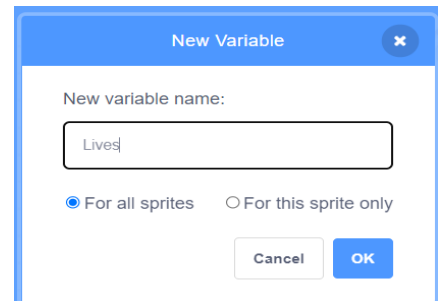 New Variable
New variable name:
Lives
For all sprites For this sprite only
Cancel OK